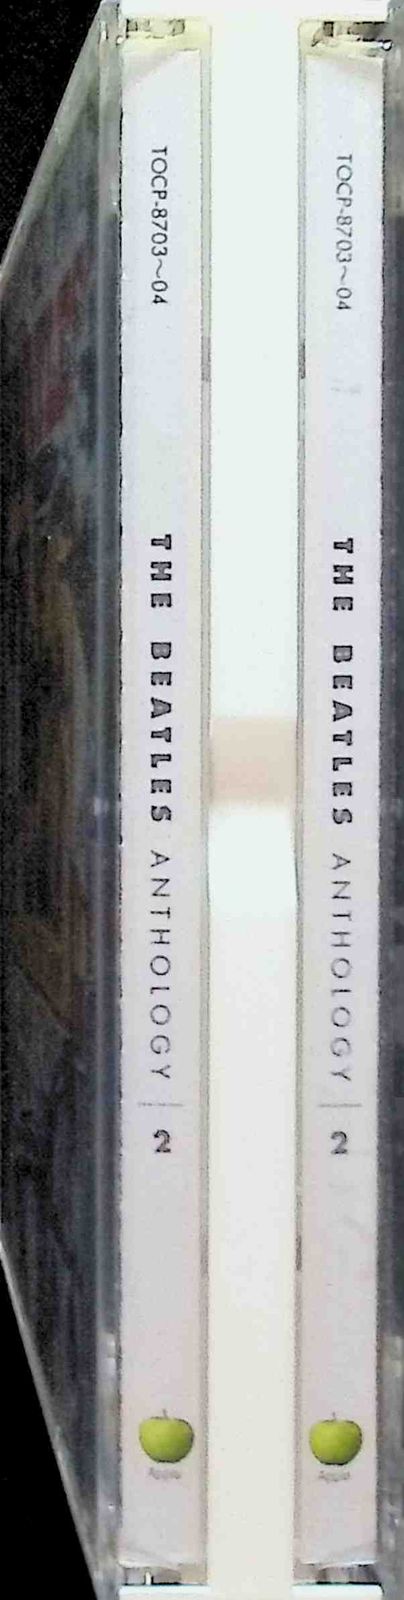 TOCP-8703~04
THE BEATLES ANTHOLOGY | 2
Apple
TOCP-8703~04
THE BEATLES ANTHOLOGY | 2
Apple